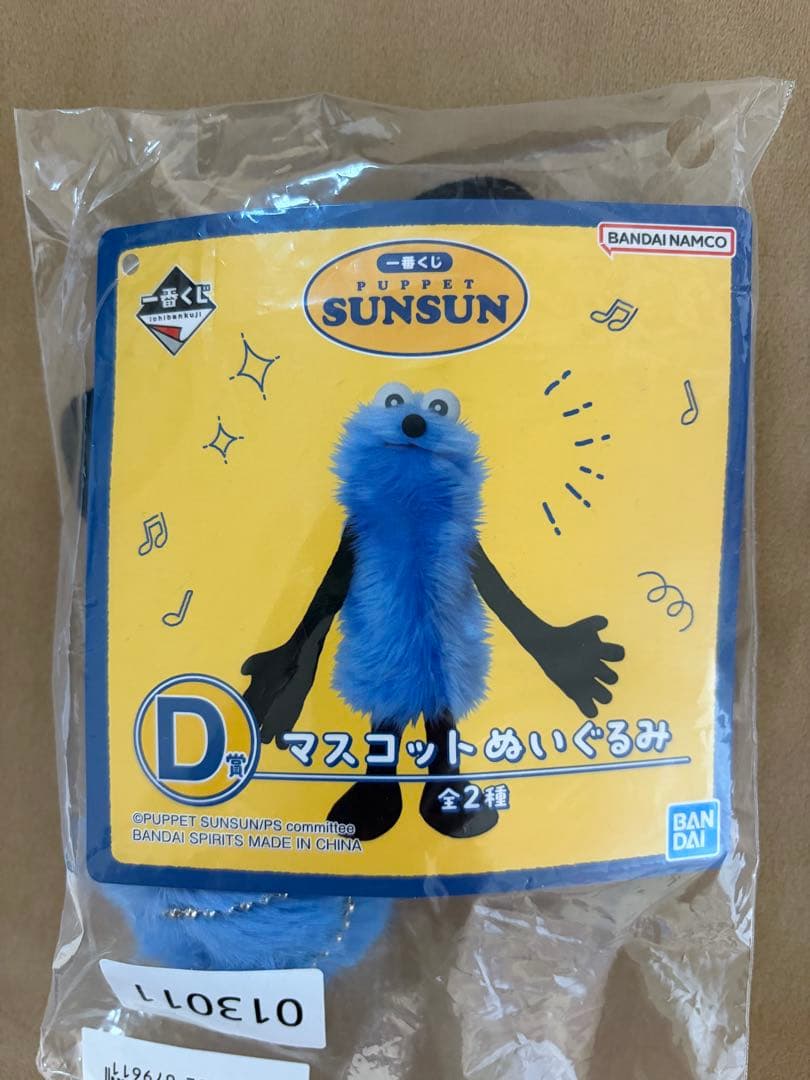 BANDAI NAMCO
一番くじ
ichibankuji
一番くじ
PUPPET
SUNSUN
D賞
マスコットぬいぐるみ
全2種
©PUPPET SUNSUN/PS committee
BANDAI SPIRITS MADE IN CHINA
BAN
DAI
013011